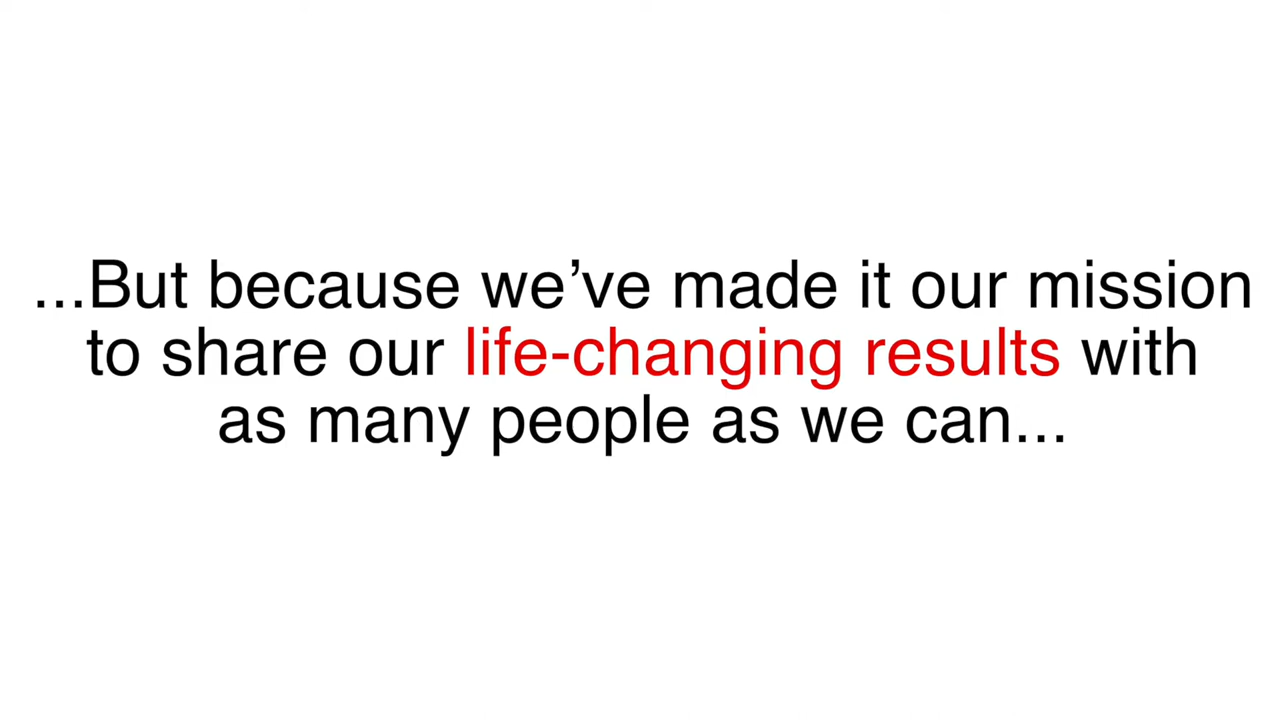 ...But because we’ve made it our mission
to share our life-changing results with
as many people as we can...